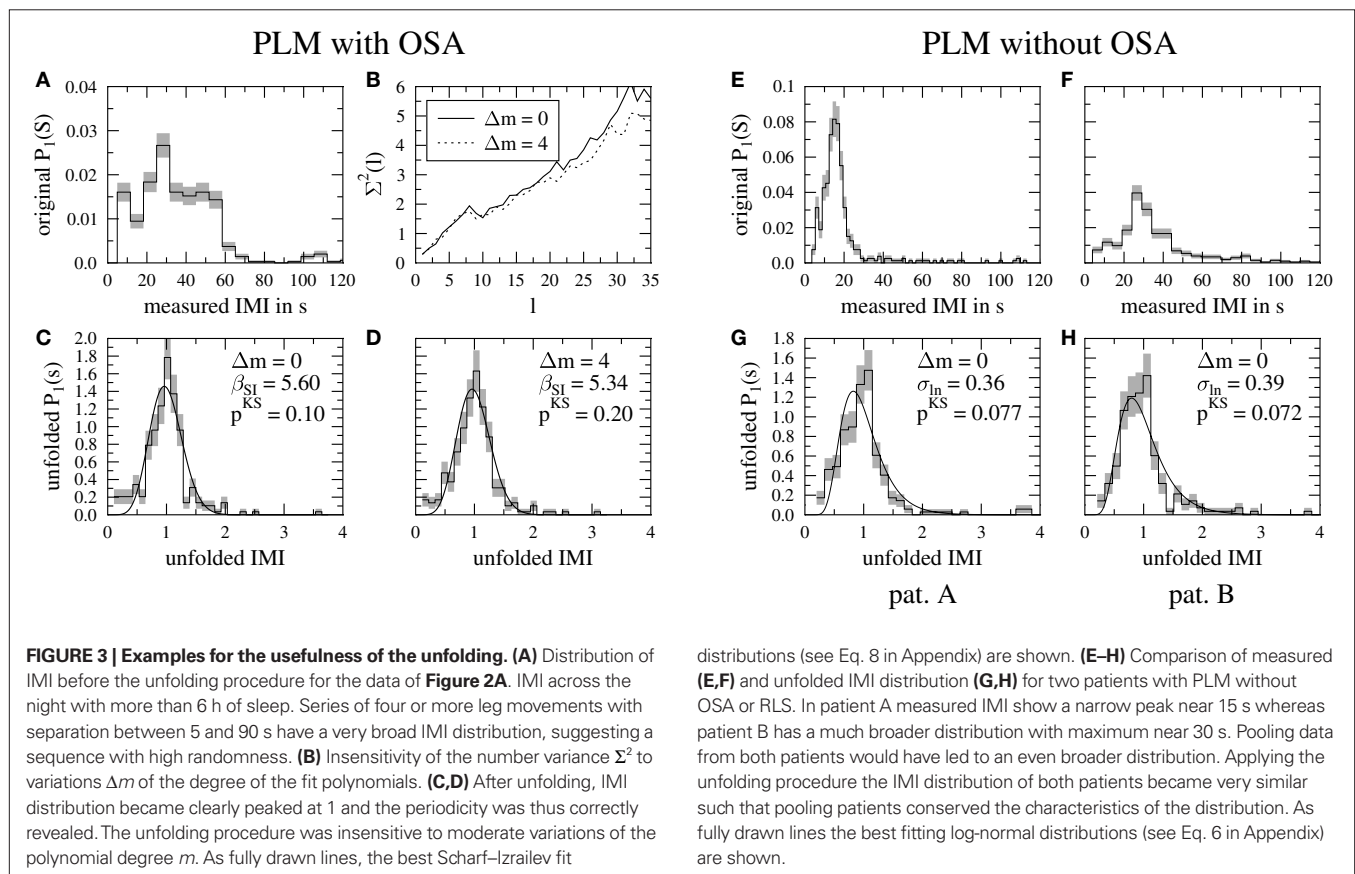 PLM with OSA
PLM without OSA
A
original P₁(S)
0.04
0.03
0.02
0.01
0.0
0 20 40 60 80 100 120
measured IMI in s
B
Σ²(l)
6
5
4
3
2
1
0
Δm = 0
Δm = 4
0 5 10 15 20 25 30 35
l
E
original P₁(S)
0.1
0.08
0.06
0.04
0.02
0.0
0 20 40 60 80 100 120
measured IMI in s
F
0 20 40 60 80 100 120
measured IMI in s
C
unfolded P₁(s)
2.0
1.8
1.6
1.4
1.2
1.0
0.8
0.6
0.4
0.2
0.0
Δm = 0
β_SI = 5.60
p^KS = 0.10
0 1 2 3 4
unfolded IMI
D
Δm = 4
β_SI = 5.34
p^KS = 0.20
0 1 2 3 4
unfolded IMI
G
unfolded P₁(s)
1.8
1.6
1.4
1.2
1.0
0.8
0.6
0.4
0.2
0.0
Δm = 0
σ_ln = 0.36
p^KS = 0.077
0 1 2 3 4
unfolded IMI
pat. A
H
Δm = 0
σ_ln = 0.39
p^KS = 0.072
0 1 2 3 4
unfolded IMI
pat. B
FIGURE 3 | Examples for the usefulness of the unfolding. (A) Distribution of
IMI before the unfolding procedure for the data of Figure 2A. IMI across the
night with more than 6 h of sleep. Series of four or more leg movements with
separation between 5 and 90 s have a very broad IMI distribution, suggesting a
sequence with high randomness. (B) Insensitivity of the number variance Σ² to
variations Δm of the degree of the fit polynomials. (C,D) After unfolding, IMI
distribution became clearly peaked at 1 and the periodicity was thus correctly
revealed. The unfolding procedure was insensitive to moderate variations of the
polynomial degree m. As fully drawn lines, the best Scharf–Izrailev fit
distributions (see Eq. 8 in Appendix) are shown. (E–H) Comparison of measured
(E,F) and unfolded IMI distribution (G,H) for two patients with PLM without
OSA or RLS. In patient A measured IMI show a narrow peak near 15 s whereas
patient B has a much broader distribution with maximum near 30 s. Pooling data
from both patients would have led to an even broader distribution. Applying the
unfolding procedure the IMI distribution of both patients became very similar
such that pooling patients conserved the characteristics of the distribution. As
fully drawn lines the best fitting log-normal distributions (see Eq. 6 in Appendix)
are shown.